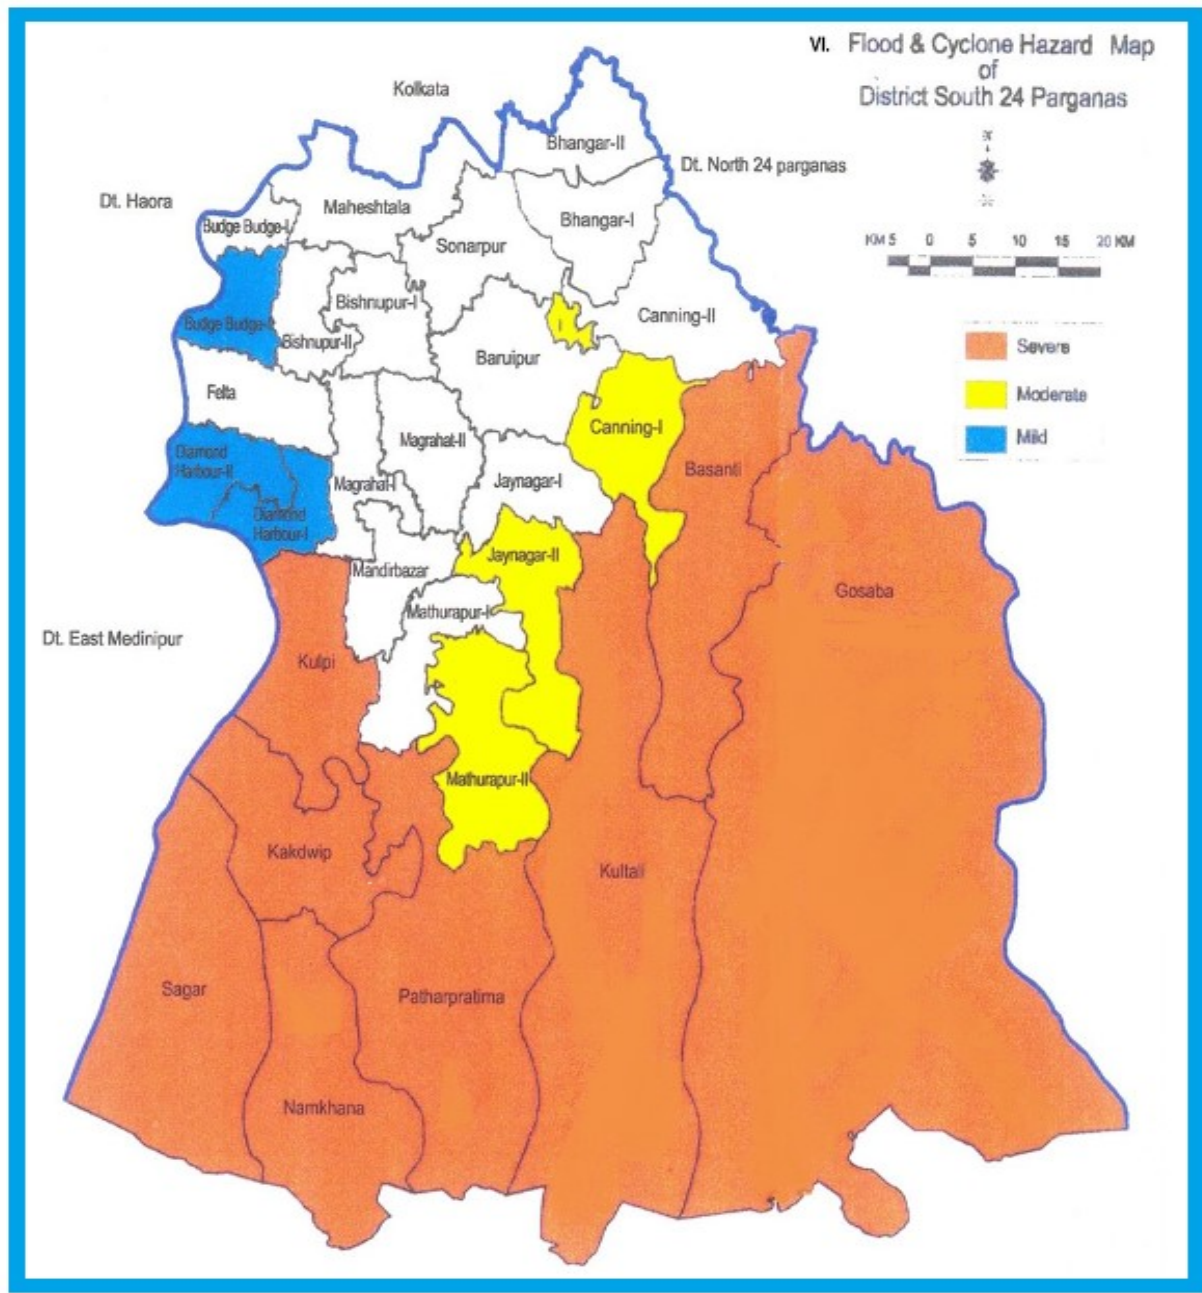 VI. Flood & Cyclone Hazard Map
of
District South 24 Parganas
Kolkata
Bhangar-II
Dt. North 24 parganas
Dt. Haora
Maheshtala
Bhangar-I
Budge Budge-I
Sonarpur
KM 5 0 5 10 15 20 KM
Bishnupur-I
Canning-II
Budge Budge-II
I
Bishnupur-II
Baruipur
Severe
Felta
Moderate
Canning-I
Magrahat-II
Mild
Diamond
Harbour-II
Basanti
Magrahat-I
Jaynagar-I
Diamond
Harbour-I
Jaynagar-II
Mandirbazar
Gosaba
Mathurapur-I
Dt. East Medinipur
Kulpi
Mathurapur-II
Kakdwip
Kultali
Sagar
Patharpratima
Namkhana